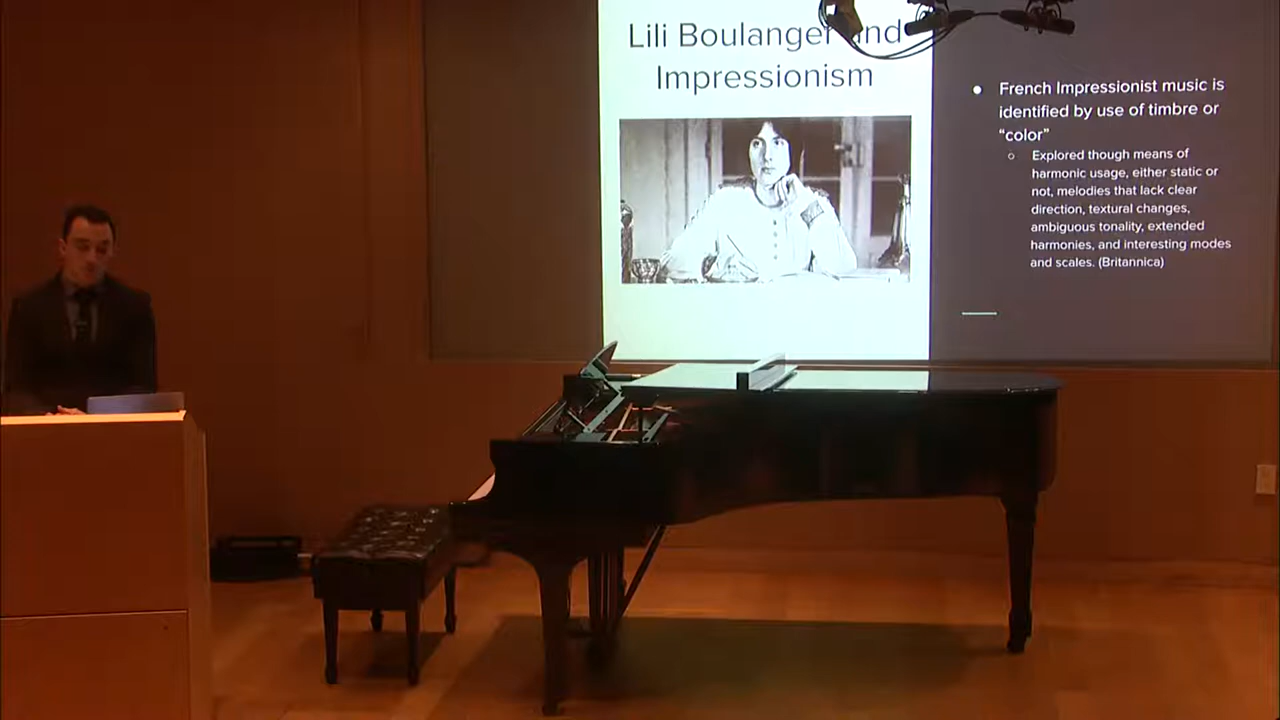 Lili Boulanger and
Impressionism
French Impressionist music is
identified by use of timbre or
“color”
Explored though means of
harmonic usage, either static or
not, melodies that lack clear
direction, textural changes,
ambiguous tonality, extended
harmonies, and interesting modes
and scales. (Britannica)